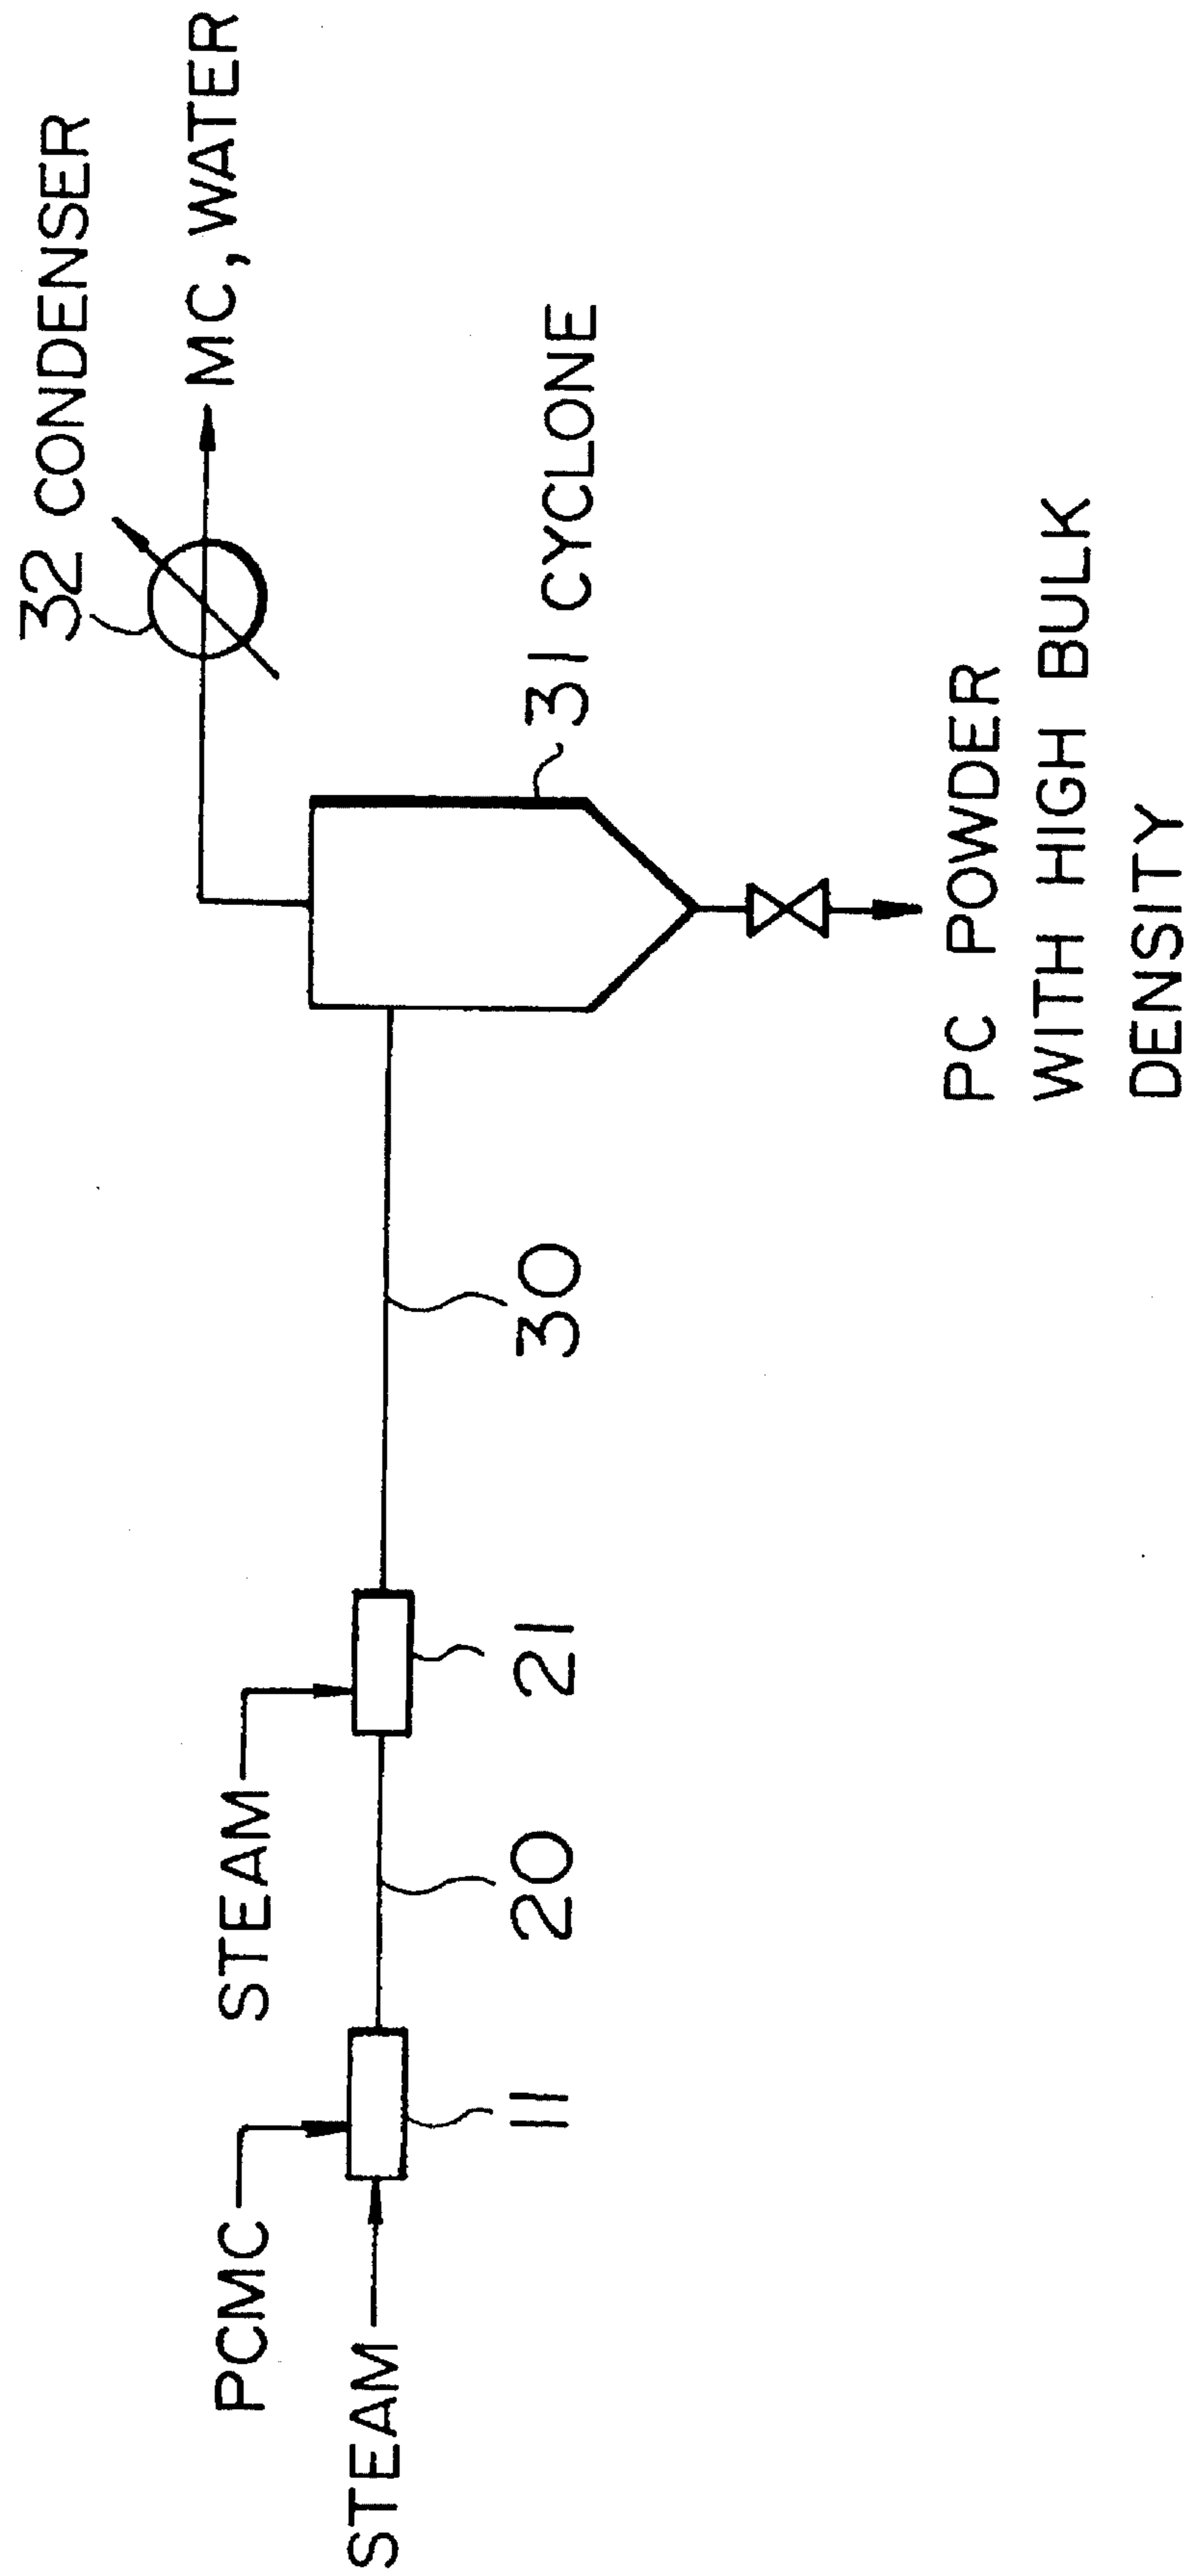 32 CONDENSER
MC, WATER
31 CYCLONE
STEAM
PCMC
STEAM
11
20
21
30
PC POWDER
WITH HIGH BULK
DENSITY